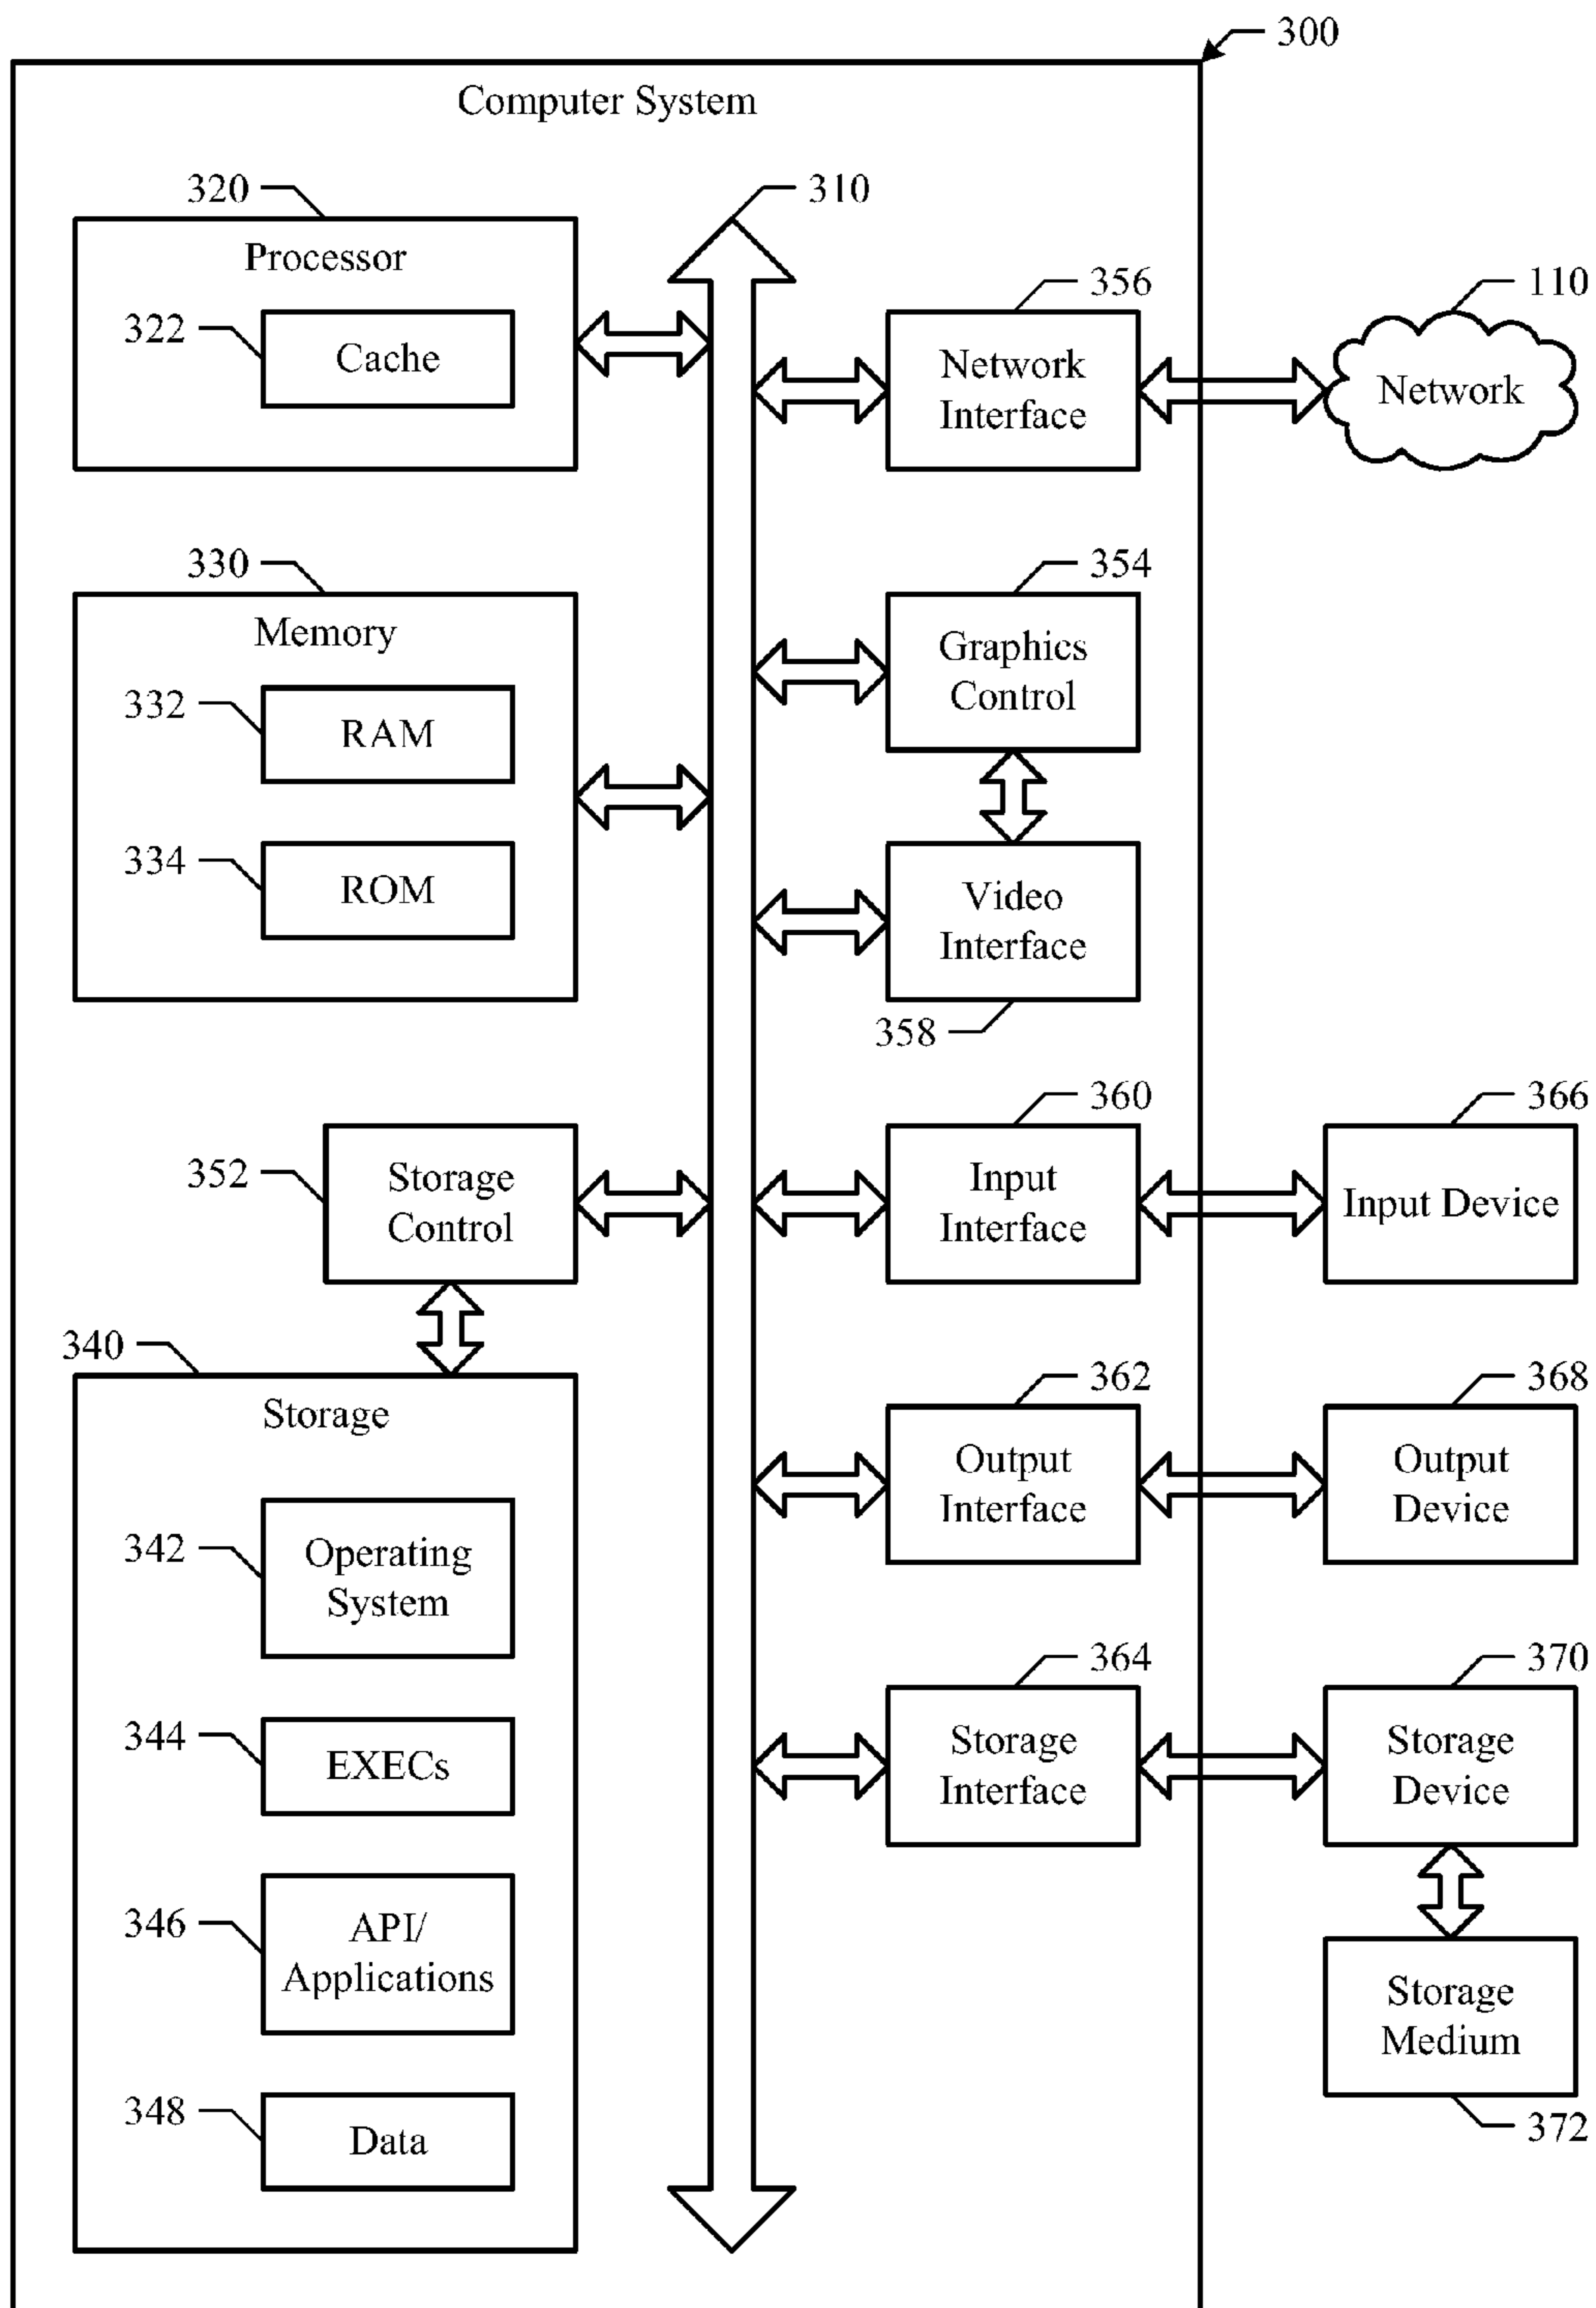 300
Computer System
320
310
Processor
322
Cache
356
Network
Interface
110
Network
330
Memory
332
RAM
334
ROM
354
Graphics
Control
Video
Interface
358
352
Storage
Control
360
Input
Interface
366
Input Device
340
Storage
342
Operating
System
344
EXECs
346
API/
Applications
348
Data
362
Output
Interface
368
Output
Device
364
Storage
Interface
370
Storage
Device
Storage
Medium
372